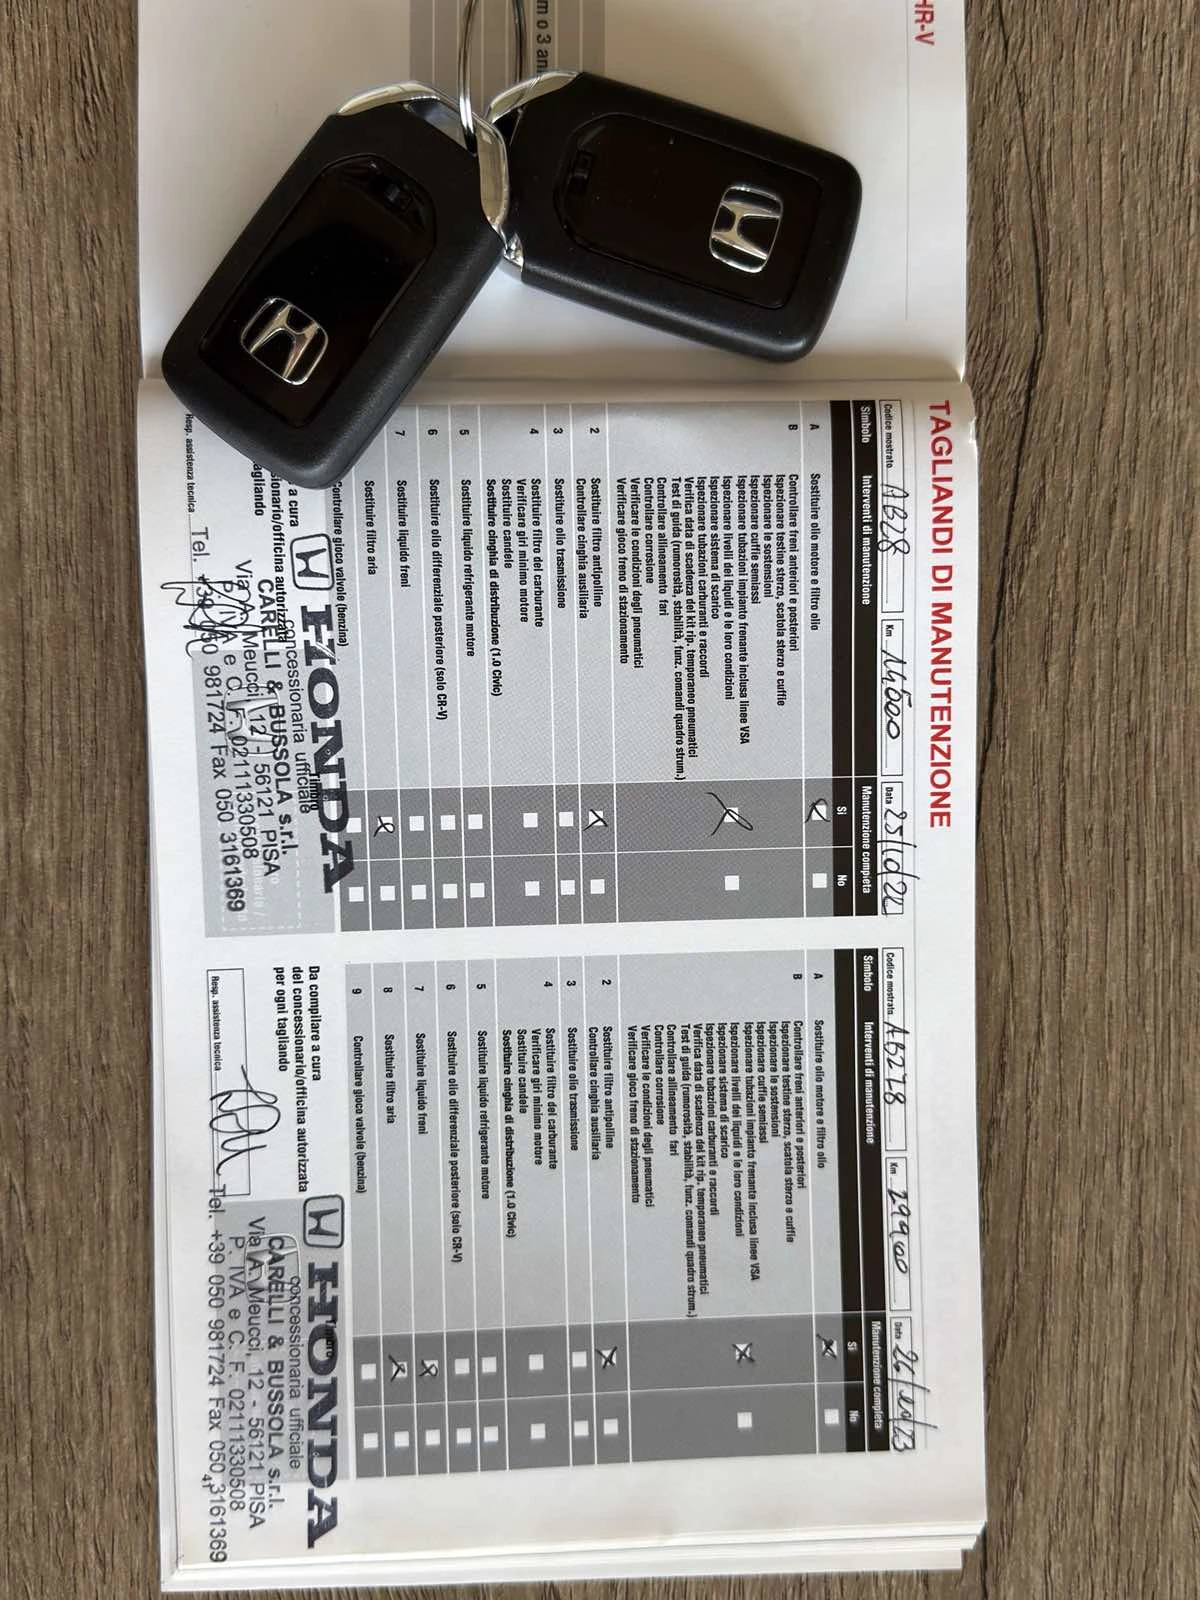 HR-V
m o 3 an
TAGLIANDI DI MANUTENZIONE
Codice mostrato AB28 Km 14500 Data 25/10/22
Simbolo Interventi di manutenzione Manutenzione completa
Si No
A Sostituire olio motore e filtro olio
B Controllare freni anteriori e posteriori
Ispezionare testine sterzo, scatola sterzo e cuffie
Ispezionare le sostensioni
Ispezionare cuffie semiassi
Ispezionare tubazioni impianto frenante inclusa linee VSA
Ispezionare livelli dei liquidi e le loro condizioni
Ispezionare sistema di scarico
Ispezionare tubazioni carburanti e raccordi
Verifica data di scadenza del kit rip. temporaneo pneumatici
Test di guida (rumorosità, stabilità, funz. comandi quadro strum.)
Controllare allineamento fari
Controllare corrosione
Verificare le condizioni degli pneumatici
Verificare gioco freno di stazionamento
2 Sostituire filtro antipolline
Controllare cinghia ausiliaria
3 Sostituire olio trasmissione
4 Sostituire filtro del carburante
Verificare giri minimo motore
Sostituire candele
Sostituire cinghia di distribuzione (1.0 Civic)
5 Sostituire liquido refrigerante motore
6 Sostituire olio differenziale posteriore (solo CR-V)
7 Sostituire liquido freni
Sostituire filtro aria
Controllare gioco valvole (benzina)
a cura
sionario/officina autorizzata
agliando
Resp. assistenza tecnica
Timbro
HONDA
concessionaria ufficiale
CARELLI & BUSSOLA s.r.l.
Via A. Meucci, 12 - 56121 PISA
P. IVA e C. F. 02111330508
Tel. +39 050 981724 Fax 050 3161369
Codice mostrato AB278 Km 29900 Data 26/10/23
Simbolo Interventi di manutenzione Manutenzione completa
Si No
A Sostituire olio motore e filtro olio
B Controllare freni anteriori e posteriori
Ispezionare testine sterzo, scatola sterzo e cuffie
Ispezionare le sostensioni
Ispezionare cuffie semiassi
Ispezionare tubazioni impianto frenante inclusa linee VSA
Ispezionare livelli dei liquidi e le loro condizioni
Ispezionare sistema di scarico
Ispezionare tubazioni carburanti e raccordi
Verifica data di scadenza del kit rip. temporaneo pneumatici
Test di guida (rumorosità, stabilità, funz. comandi quadro strum.)
Controllare allineamento fari
Controllare corrosione
Verificare le condizioni degli pneumatici
Verificare gioco freno di stazionamento
2 Sostituire filtro antipolline
Controllare cinghia ausiliaria
3 Sostituire olio trasmissione
4 Sostituire filtro del carburante
Verificare giri minimo motore
Sostituire candele
Sostituire cinghia di distribuzione (1.0 Civic)
5 Sostituire liquido refrigerante motore
6 Sostituire olio differenziale posteriore (solo CR-V)
7 Sostituire liquido freni
8 Sostituire filtro aria
9 Controllare gioco valvole (benzina)
Da compilare a cura
del concessionario/officina autorizzata
per ogni tagliando
Resp. assistenza tecnica
Timbro
HONDA
concessionaria ufficiale
CARELLI & BUSSOLA s.r.l.
Via A. Meucci, 12 - 56121 PISA
P. IVA e C. F. 02111330508
Tel. +39 050 981724 Fax 050 3161369
41